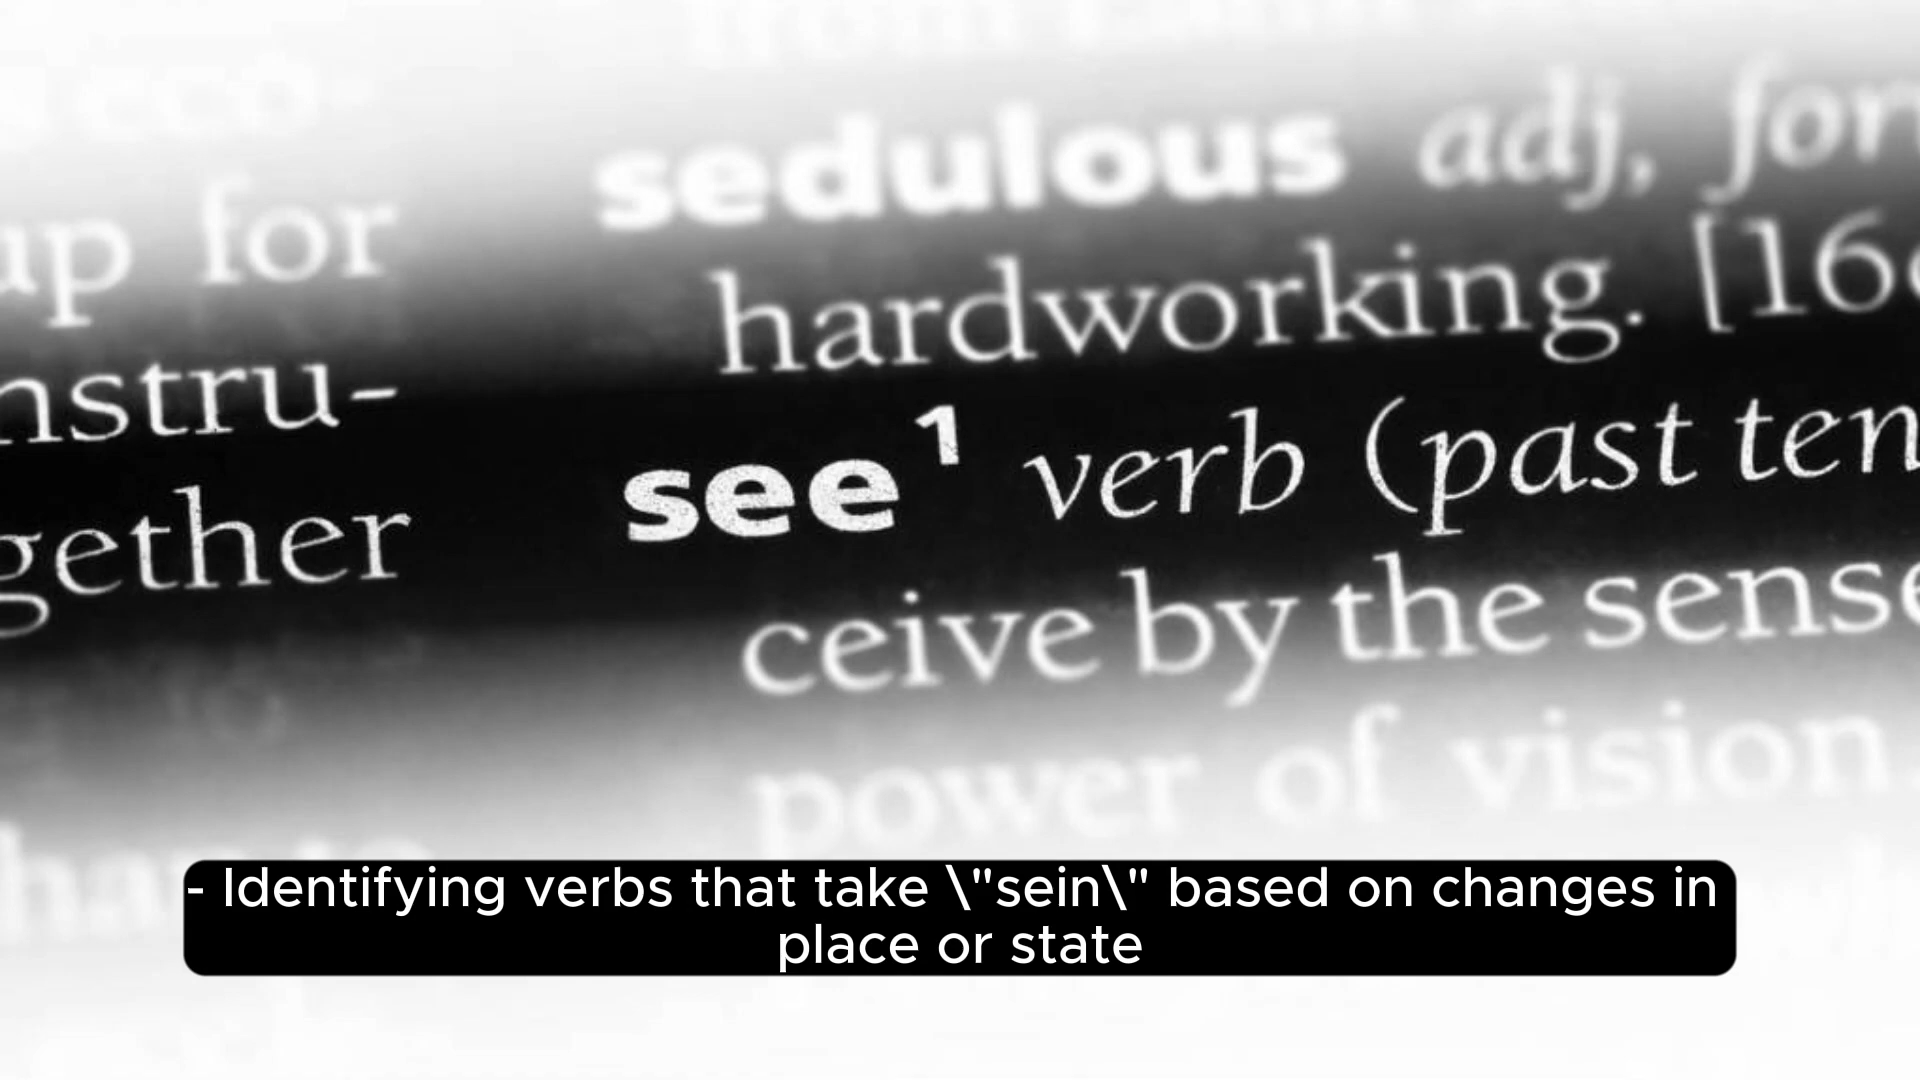 up for
nstru-
gether
sedulous adj, for
hardworking. [16
see¹ verb (past ten
ceive by the sense
power of vision.
- Identifying verbs that take \"sein\" based on changes in
place or state